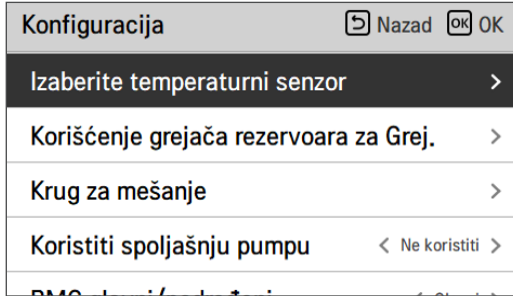 Konfiguracija Nazad OK OK
Izaberite temperaturni senzor
Korišćenje grejača rezervoara za Grej.
Krug za mešanje
Koristiti spoljašnju pumpu Ne koristiti